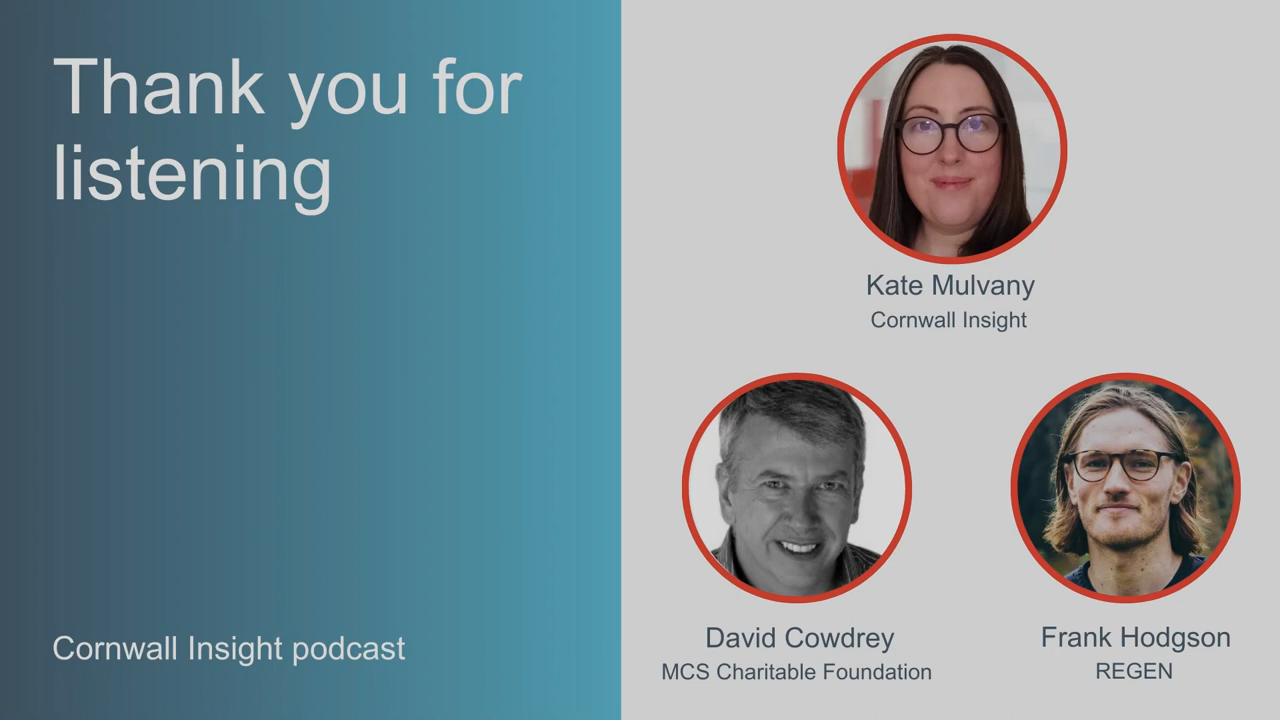 Thank you for
listening
Cornwall Insight podcast
Kate Mulvany
Cornwall Insight
David Cowdrey
MCS Charitable Foundation
Frank Hodgson
REGEN